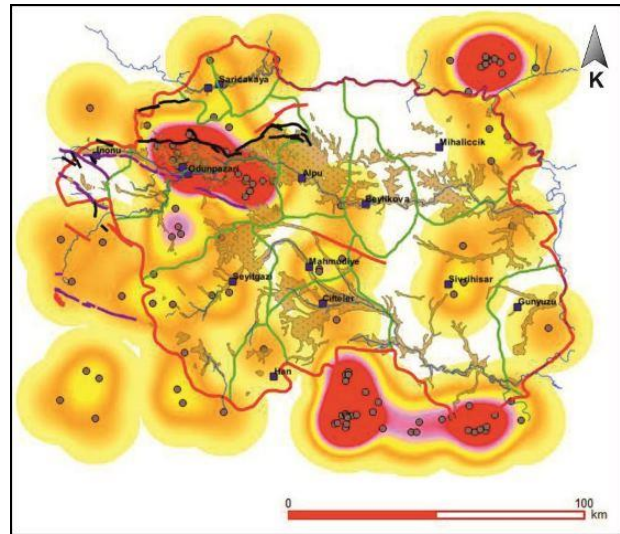 Saricakaya
K
Mihaliccik
Inonu
Odunpazari
Alpu
Beylikova
Mahmudiye
Seyitgazi
Sivrihisar
Cifteler
Gunyuzu
Han
0 100
km